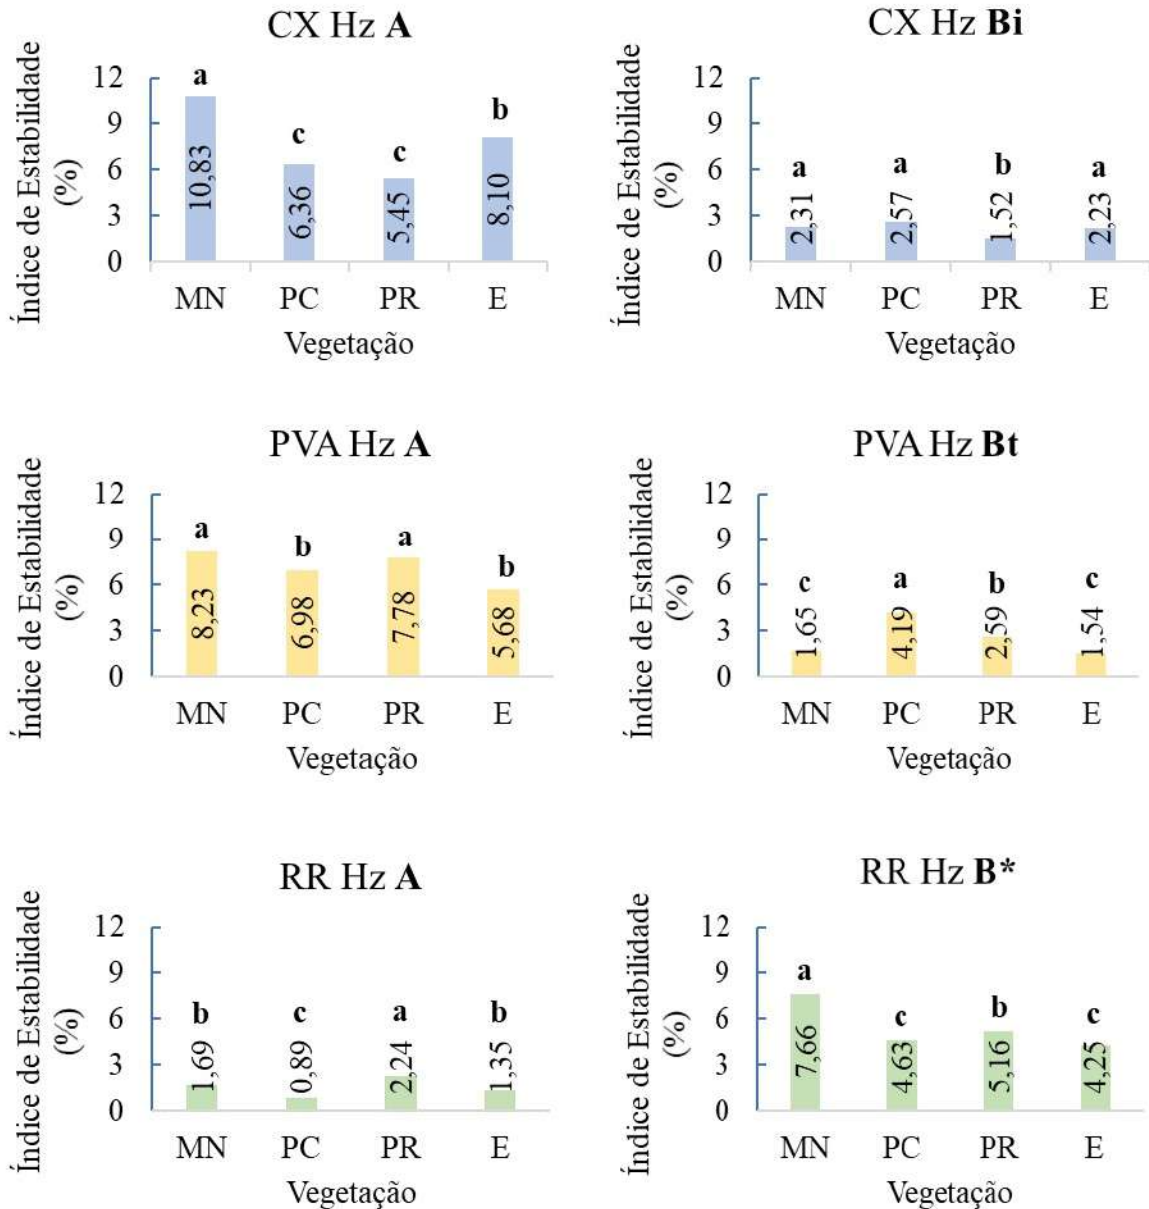 CX Hz A
Índice de Estabilidade
(%)
12
9
6
3
0
a
c
c
b
10,83
6,36
5,45
8,10
MN PC PR E
Vegetação
CX Hz Bi
Índice de Estabilidade
(%)
12
9
6
3
0
a
a
b
a
2,31
2,57
1,52
2,23
MN PC PR E
Vegetação
PVA Hz A
Índice de Estabilidade
(%)
12
9
6
3
0
a
b
a
b
8,23
6,98
7,78
5,68
MN PC PR E
Vegetação
PVA Hz Bt
Índice de Estabilidade
(%)
12
9
6
3
0
c
a
b
c
1,65
4,19
2,59
1,54
MN PC PR E
Vegetação
RR Hz A
Índice de Estabilidade
(%)
12
9
6
3
0
b
c
a
b
1,69
0,89
2,24
1,35
MN PC PR E
Vegetação
RR Hz B*
Índice de Estabilidade
(%)
12
9
6
3
0
a
c
b
c
7,66
4,63
5,16
4,25
MN PC PR E
Vegetação